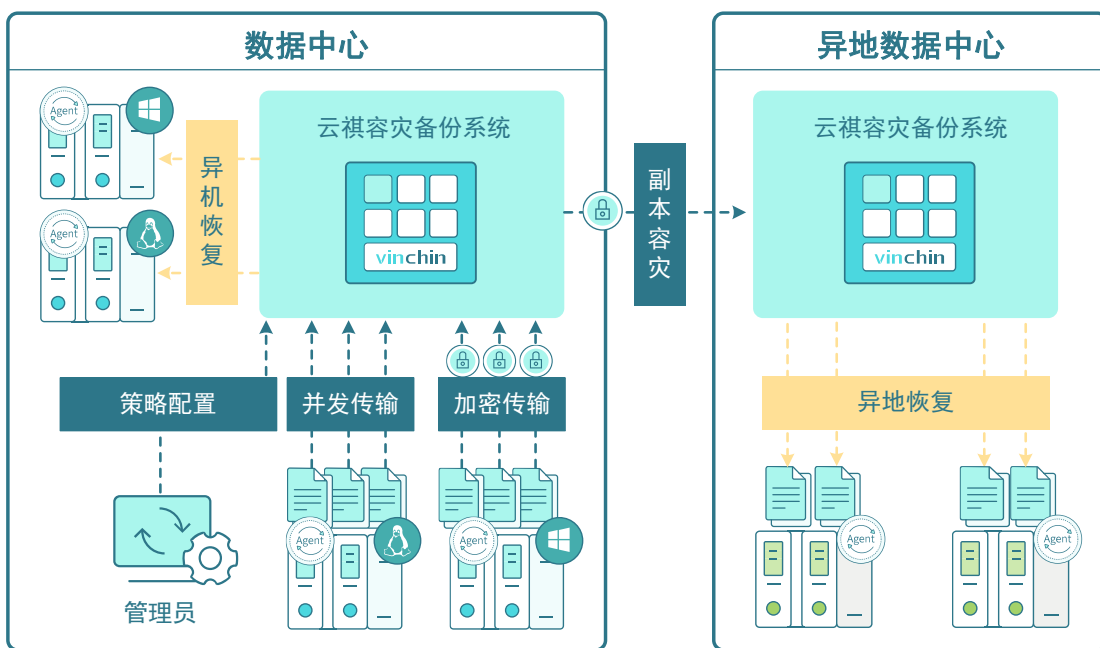 数据中心
异地数据中心
Agent
云祺容灾备份系统
vinchin
异机恢复
Agent
副本容灾
云祺容灾备份系统
vinchin
策略配置
并发传输
加密传输
异地恢复
Agent
Agent
Agent
Agent
管理员